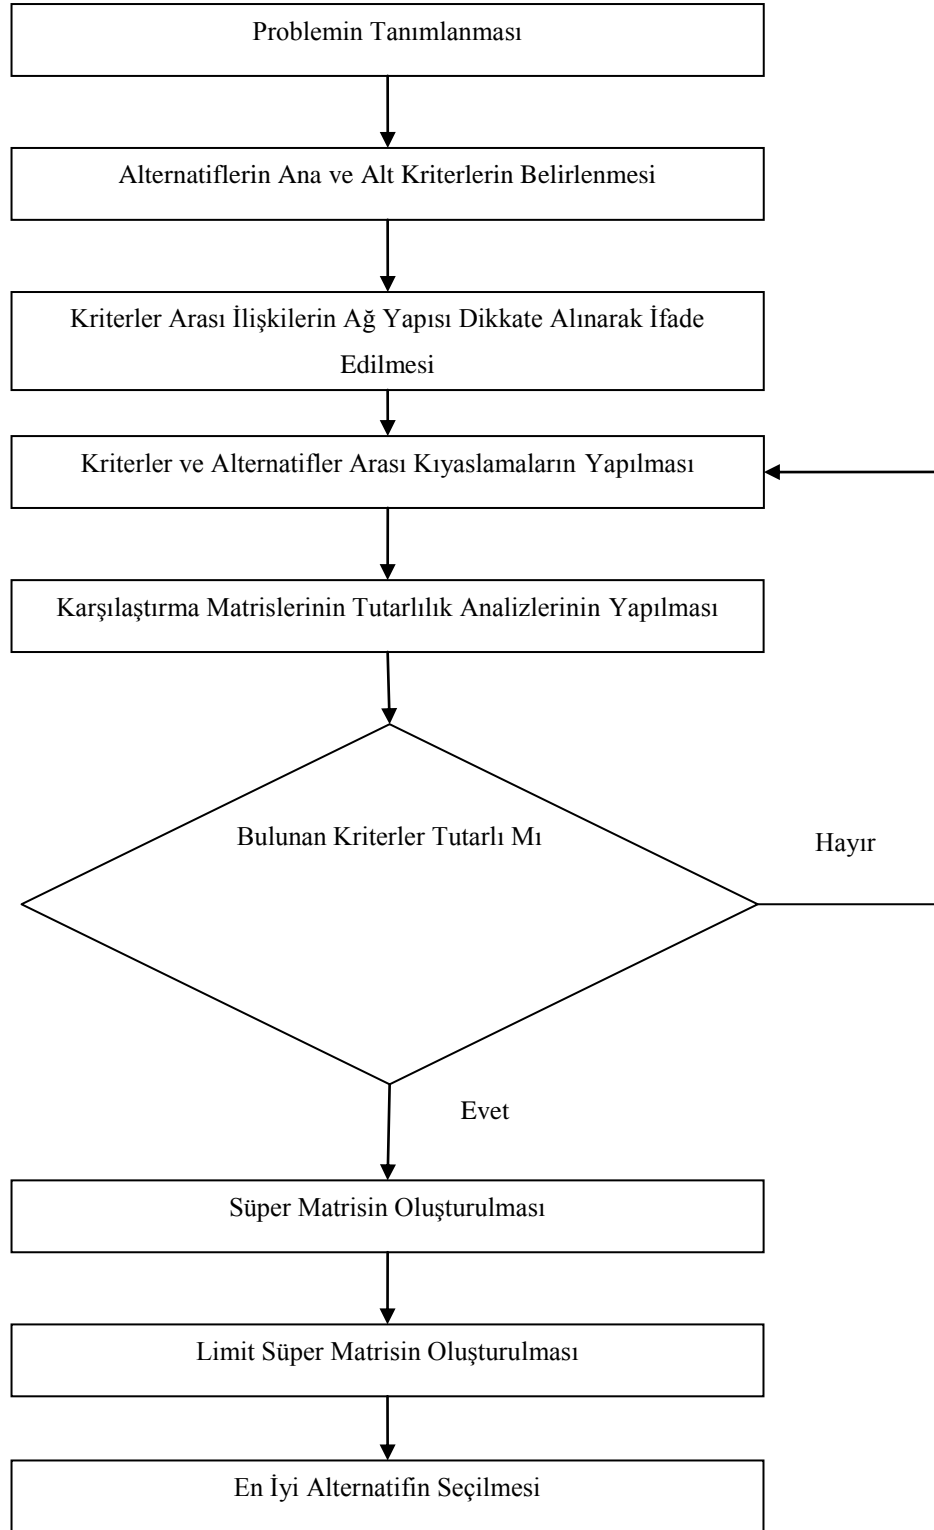 Problemin Tanımlanması
Alternatiflerin Ana ve Alt Kriterlerin Belirlenmesi
Kriterler Arası İlişkilerin Ağ Yapısı Dikkate Alınarak İfade
Edilmesi
Kriterler ve Alternatifler Arası Kıyaslamaların Yapılması
Karşılaştırma Matrislerinin Tutarlılık Analizlerinin Yapılması
Bulunan Kriterler Tutarlı Mı
Hayır
Evet
Süper Matrisin Oluşturulması
Limit Süper Matrisin Oluşturulması
En İyi Alternatifin Seçilmesi